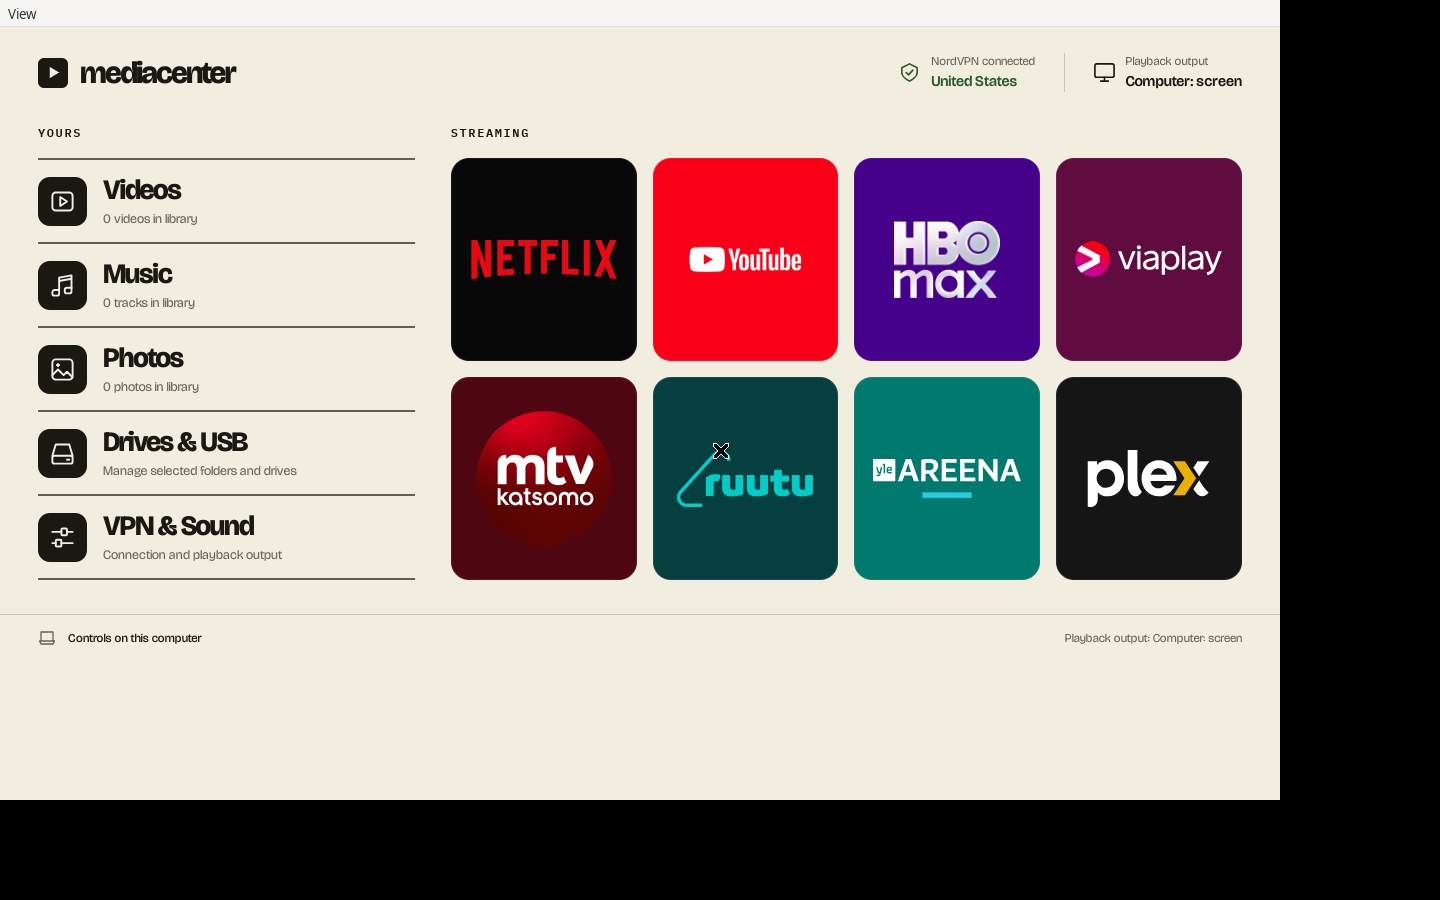 View
mediacenter
NordVPN connected
United States
Playback output
Computer: screen
YOURS
Videos
0 videos in library
Music
0 tracks in library
Photos
0 photos in library
Drives & USB
Manage selected folders and drives
VPN & Sound
Connection and playback output
STREAMING
NETFLIX
YouTube
HBO
max
viaplay
mtv
katsomo
ruutu
yle AREENA
plex
Controls on this computer
Playback output: Computer: screen